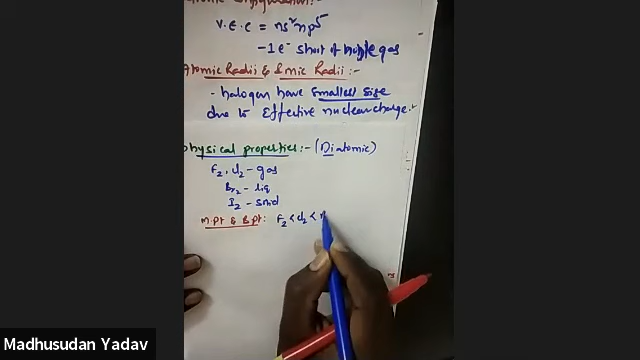 V.E.C = ns²np⁵
-1e⁻ short of noble gas
Atomic Radii & Ionic Radii :-
- halogen have smallest size
due to Effective nuclear charge.
Physical properties:- (Diatomic)
F₂, Cl₂ - gas
Br₂ - liq
I₂ - solid
M.Pt & B.Pt: F₂ < Cl₂ <
Madhusudan Yadav